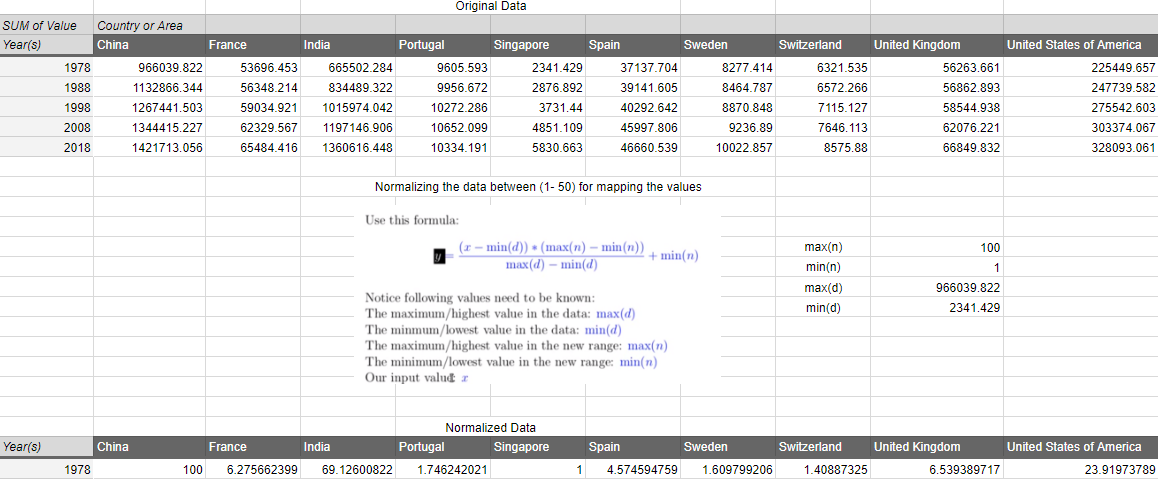 Original Data
SUM of Value Country or Area
Year(s) China France India Portugal Singapore Spain Sweden Switzerland United Kingdom United States of America
1978 966039.822 53696.453 665502.284 9605.593 2341.429 37137.704 8277.414 6321.535 56263.661 225449.657
1988 1132866.344 56348.214 834489.322 9956.672 2876.892 39141.605 8464.787 6572.266 56862.893 247739.582
1998 1267441.503 59034.921 1015974.042 10272.286 3731.44 40292.642 8870.848 7115.127 58544.938 275542.603
2008 1344415.227 62329.567 1197146.906 10652.099 4851.109 45997.806 9236.89 7646.113 62076.221 303374.067
2018 1421713.056 65484.416 1360616.448 10334.191 5830.663 46660.539 10022.857 8575.88 66849.832 328093.061
Normalizing the data between (1- 50) for mapping the values
Use this formula:
y = (x − min(d)) * (max(n) − min(n)) / max(d) − min(d) + min(n)
max(n) 100
min(n) 1
max(d) 966039.822
min(d) 2341.429
Notice following values need to be known:
The maximum/highest value in the data: max(d)
The minmum/lowest value in the data: min(d)
The maximum/highest value in the new range: max(n)
The minimum/lowest value in the new range: min(n)
Our input value: x
Normalized Data
Year(s) China France India Portugal Singapore Spain Sweden Switzerland United Kingdom United States of America
1978 100 6.275662399 69.12600822 1.746242021 1 4.574594759 1.609799206 1.40887325 6.539389717 23.91973789